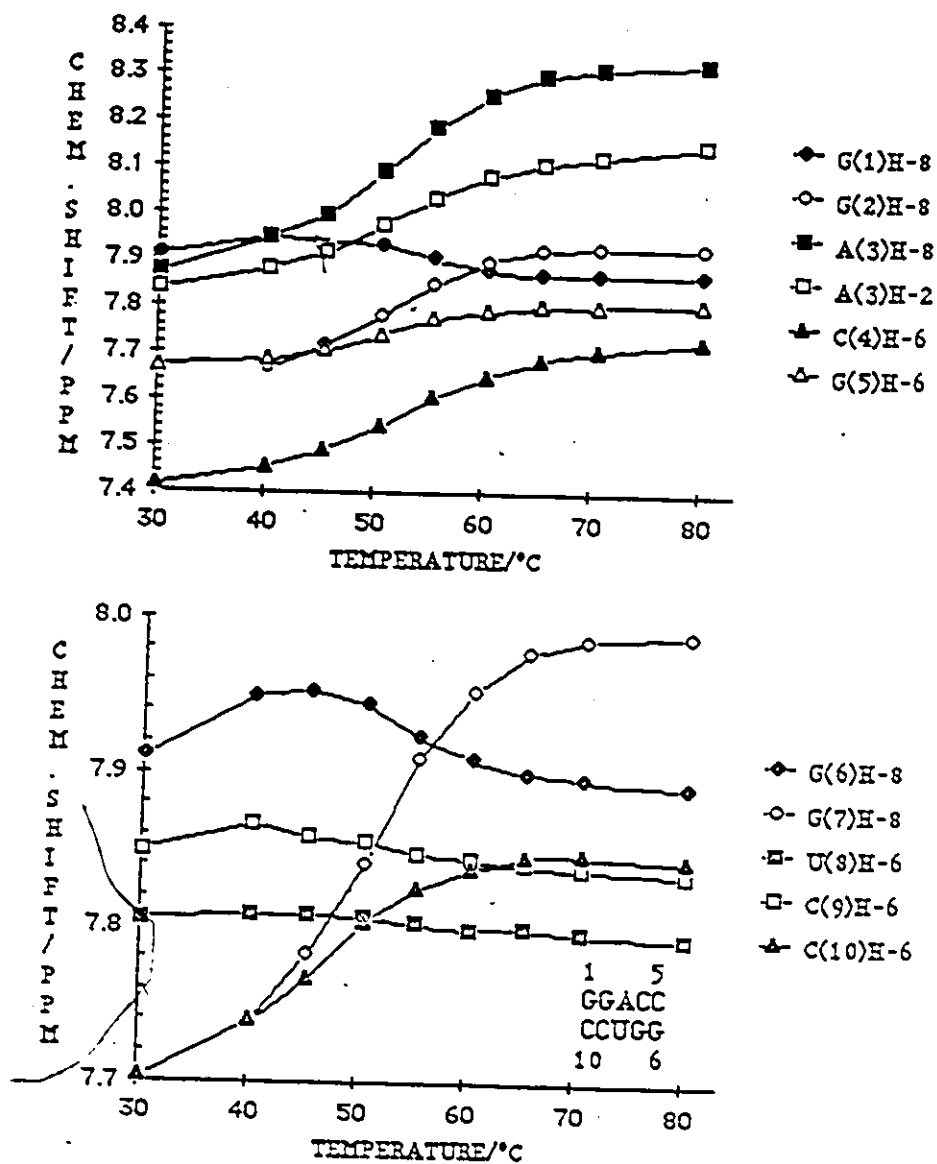 CHEM.SHIFT/PPM
8.4
8.3
8.2
8.1
8.0
7.9
7.8
7.7
7.6
7.5
7.4
30 40 50 60 70 80
TEMPERATURE/°C
G(1)H-8
G(2)H-8
A(3)H-8
A(3)H-2
C(4)H-6
G(5)H-6
CHEM.SHIFT/PPM
8.0
7.9
7.8
7.7
30 40 50 60 70 80
TEMPERATURE/°C
1 5
GGACC
CCUGG
10 6
G(6)H-8
G(7)H-8
U(8)H-6
C(9)H-6
C(10)H-6